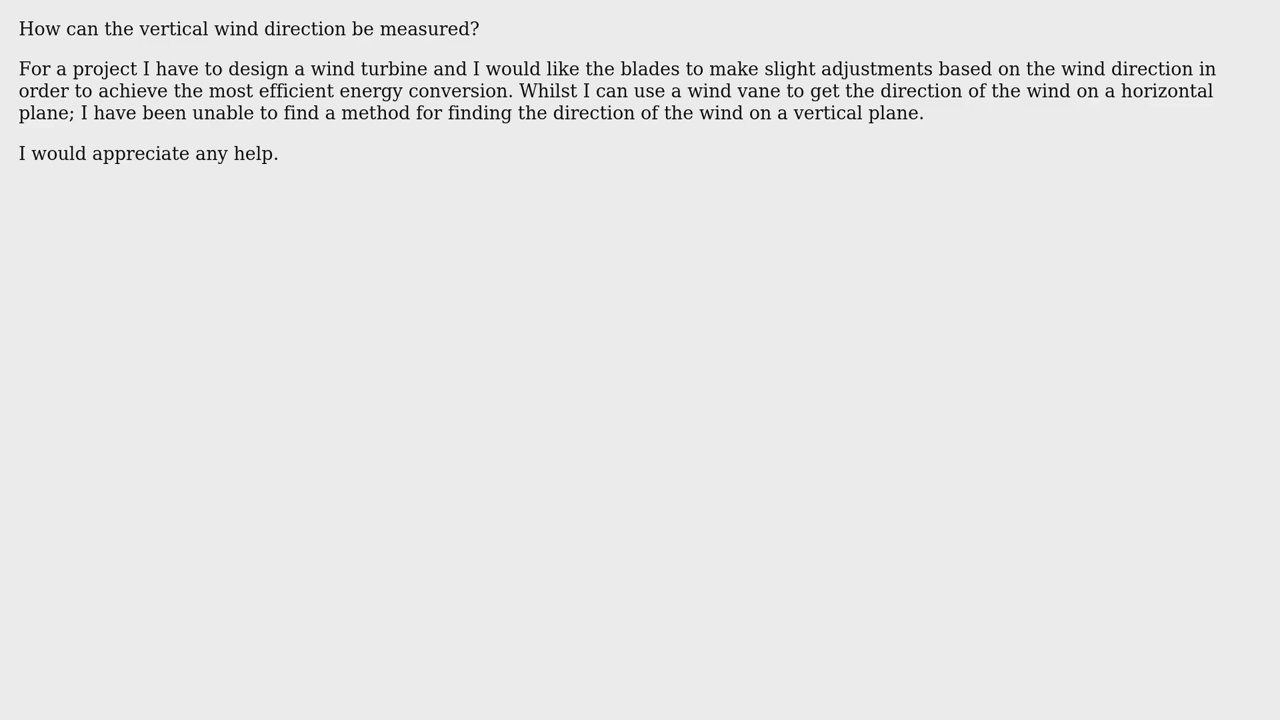 How can the vertical wind direction be measured?
For a project I have to design a wind turbine and I would like the blades to make slight adjustments based on the wind direction in
order to achieve the most efficient energy conversion. Whilst I can use a wind vane to get the direction of the wind on a horizontal
plane; I have been unable to find a method for finding the direction of the wind on a vertical plane.
I would appreciate any help.